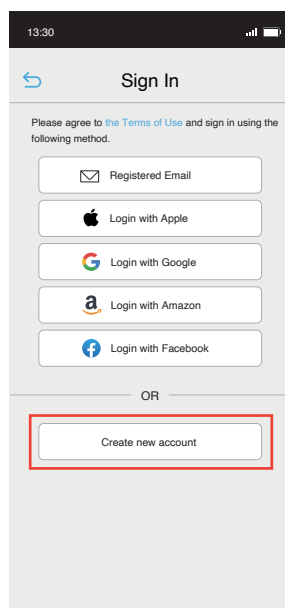 13:30
Sign In
Please agree to the Terms of Use and sign in using the
following method.
Registered Email
Login with Apple
Login with Google
Login with Amazon
Login with Facebook
OR
Create new account